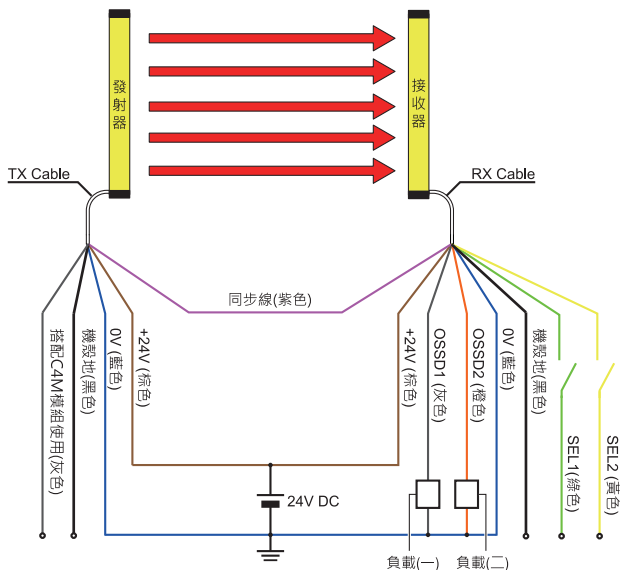 發射器
接收器
TX Cable
RX Cable
同步線(紫色)
搭配C4M模組使用(灰色)
機殼地(黑色)
0V (藍色)
+24V (棕色)
+24V (棕色)
OSSD1 (灰色)
OSSD2 (橙色)
0V (藍色)
機殼地(黑色)
SEL1(綠色)
SEL2 (黃色)
24V DC
負載(一)
負載(二)